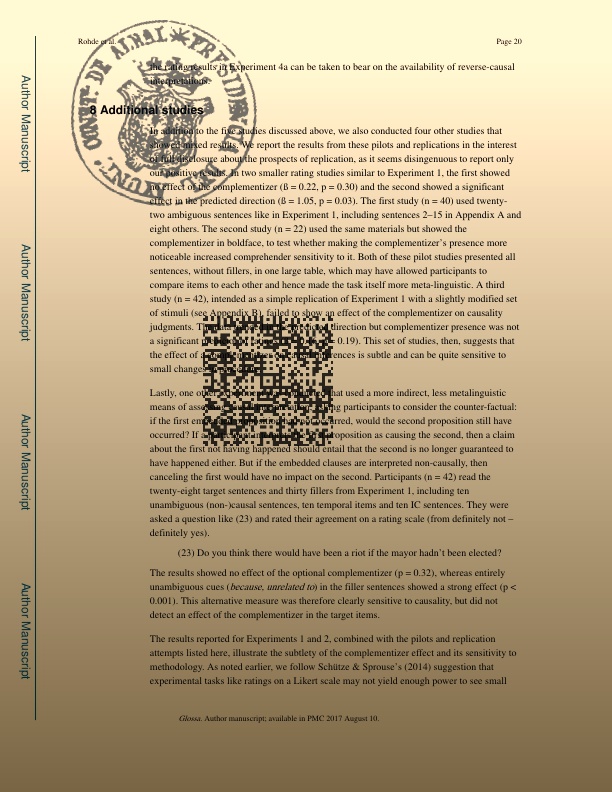 Rohde et al.
Page 20
the rating results in Experiment 4a can be taken to bear on the availability of reverse-causal
interpretations.
8 Additional studies
In addition to the five studies discussed above, we also conducted four other studies that
showed mixed results. We report the results from these pilots and replications in the interest
of full disclosure about the prospects of replication, as it seems disingenuous to report only
our positive results. In two smaller rating studies similar to Experiment 1, the first showed
no effect of the complementizer (ß = 0.22, p = 0.30) and the second showed a significant
effect in the predicted direction (ß = 1.05, p = 0.03). The first study (n = 40) used twenty-
two ambiguous sentences like in Experiment 1, including sentences 2–15 in Appendix A and
eight others. The second study (n = 22) used the same materials but showed the
complementizer in boldface, to test whether making the complementizer's presence more
noticeable increased comprehender sensitivity to it. Both of these pilot studies presented all
sentences, without fillers, in one large table, which may have allowed participants to
compare items to each other and hence made the task itself more meta-linguistic. A third
study (n = 42), intended as a simple replication of Experiment 1 with a slightly modified set
of stimuli (see Appendix B), failed to show an effect of the complementizer on causality
judgments. The direction but complementizer presence was not
a significant = 0.19). This set of studies, then, suggests that
the effect of is subtle and can be quite sensitive to
small changes
Lastly, one other that used a more indirect, less metalinguistic
means of participants to consider the counter-factual:
if the first would the second proposition still have
occurred? If a proposition as causing the second, then a claim
about the first not having happened should entail that the second is no longer guaranteed to
have happened either. But if the embedded clauses are interpreted non-causally, then
canceling the first would have no impact on the second. Participants (n = 42) read the
twenty-eight target sentences and thirty fillers from Experiment 1, including ten
unambiguous (non-)causal sentences, ten temporal items and ten IC sentences. They were
asked a question like (23) and rated their agreement on a rating scale (from definitely not –
definitely yes).
(23) Do you think there would have been a riot if the mayor hadn't been elected?
The results showed no effect of the optional complementizer (p = 0.32), whereas entirely
unambiguous cues (because, unrelated to) in the filler sentences showed a strong effect (p <
0.001). This alternative measure was therefore clearly sensitive to causality, but did not
detect an effect of the complementizer in the target items.
The results reported for Experiments 1 and 2, combined with the pilots and replication
attempts listed here, illustrate the subtlety of the complementizer effect and its sensitivity to
methodology. As noted earlier, we follow Schütze & Sprouse's (2014) suggestion that
experimental tasks like ratings on a Likert scale may not yield enough power to see small
Glossa. Author manuscript; available in PMC 2017 August 10.
Author Manuscript
Author Manuscript
Author Manuscript
Author Manuscript